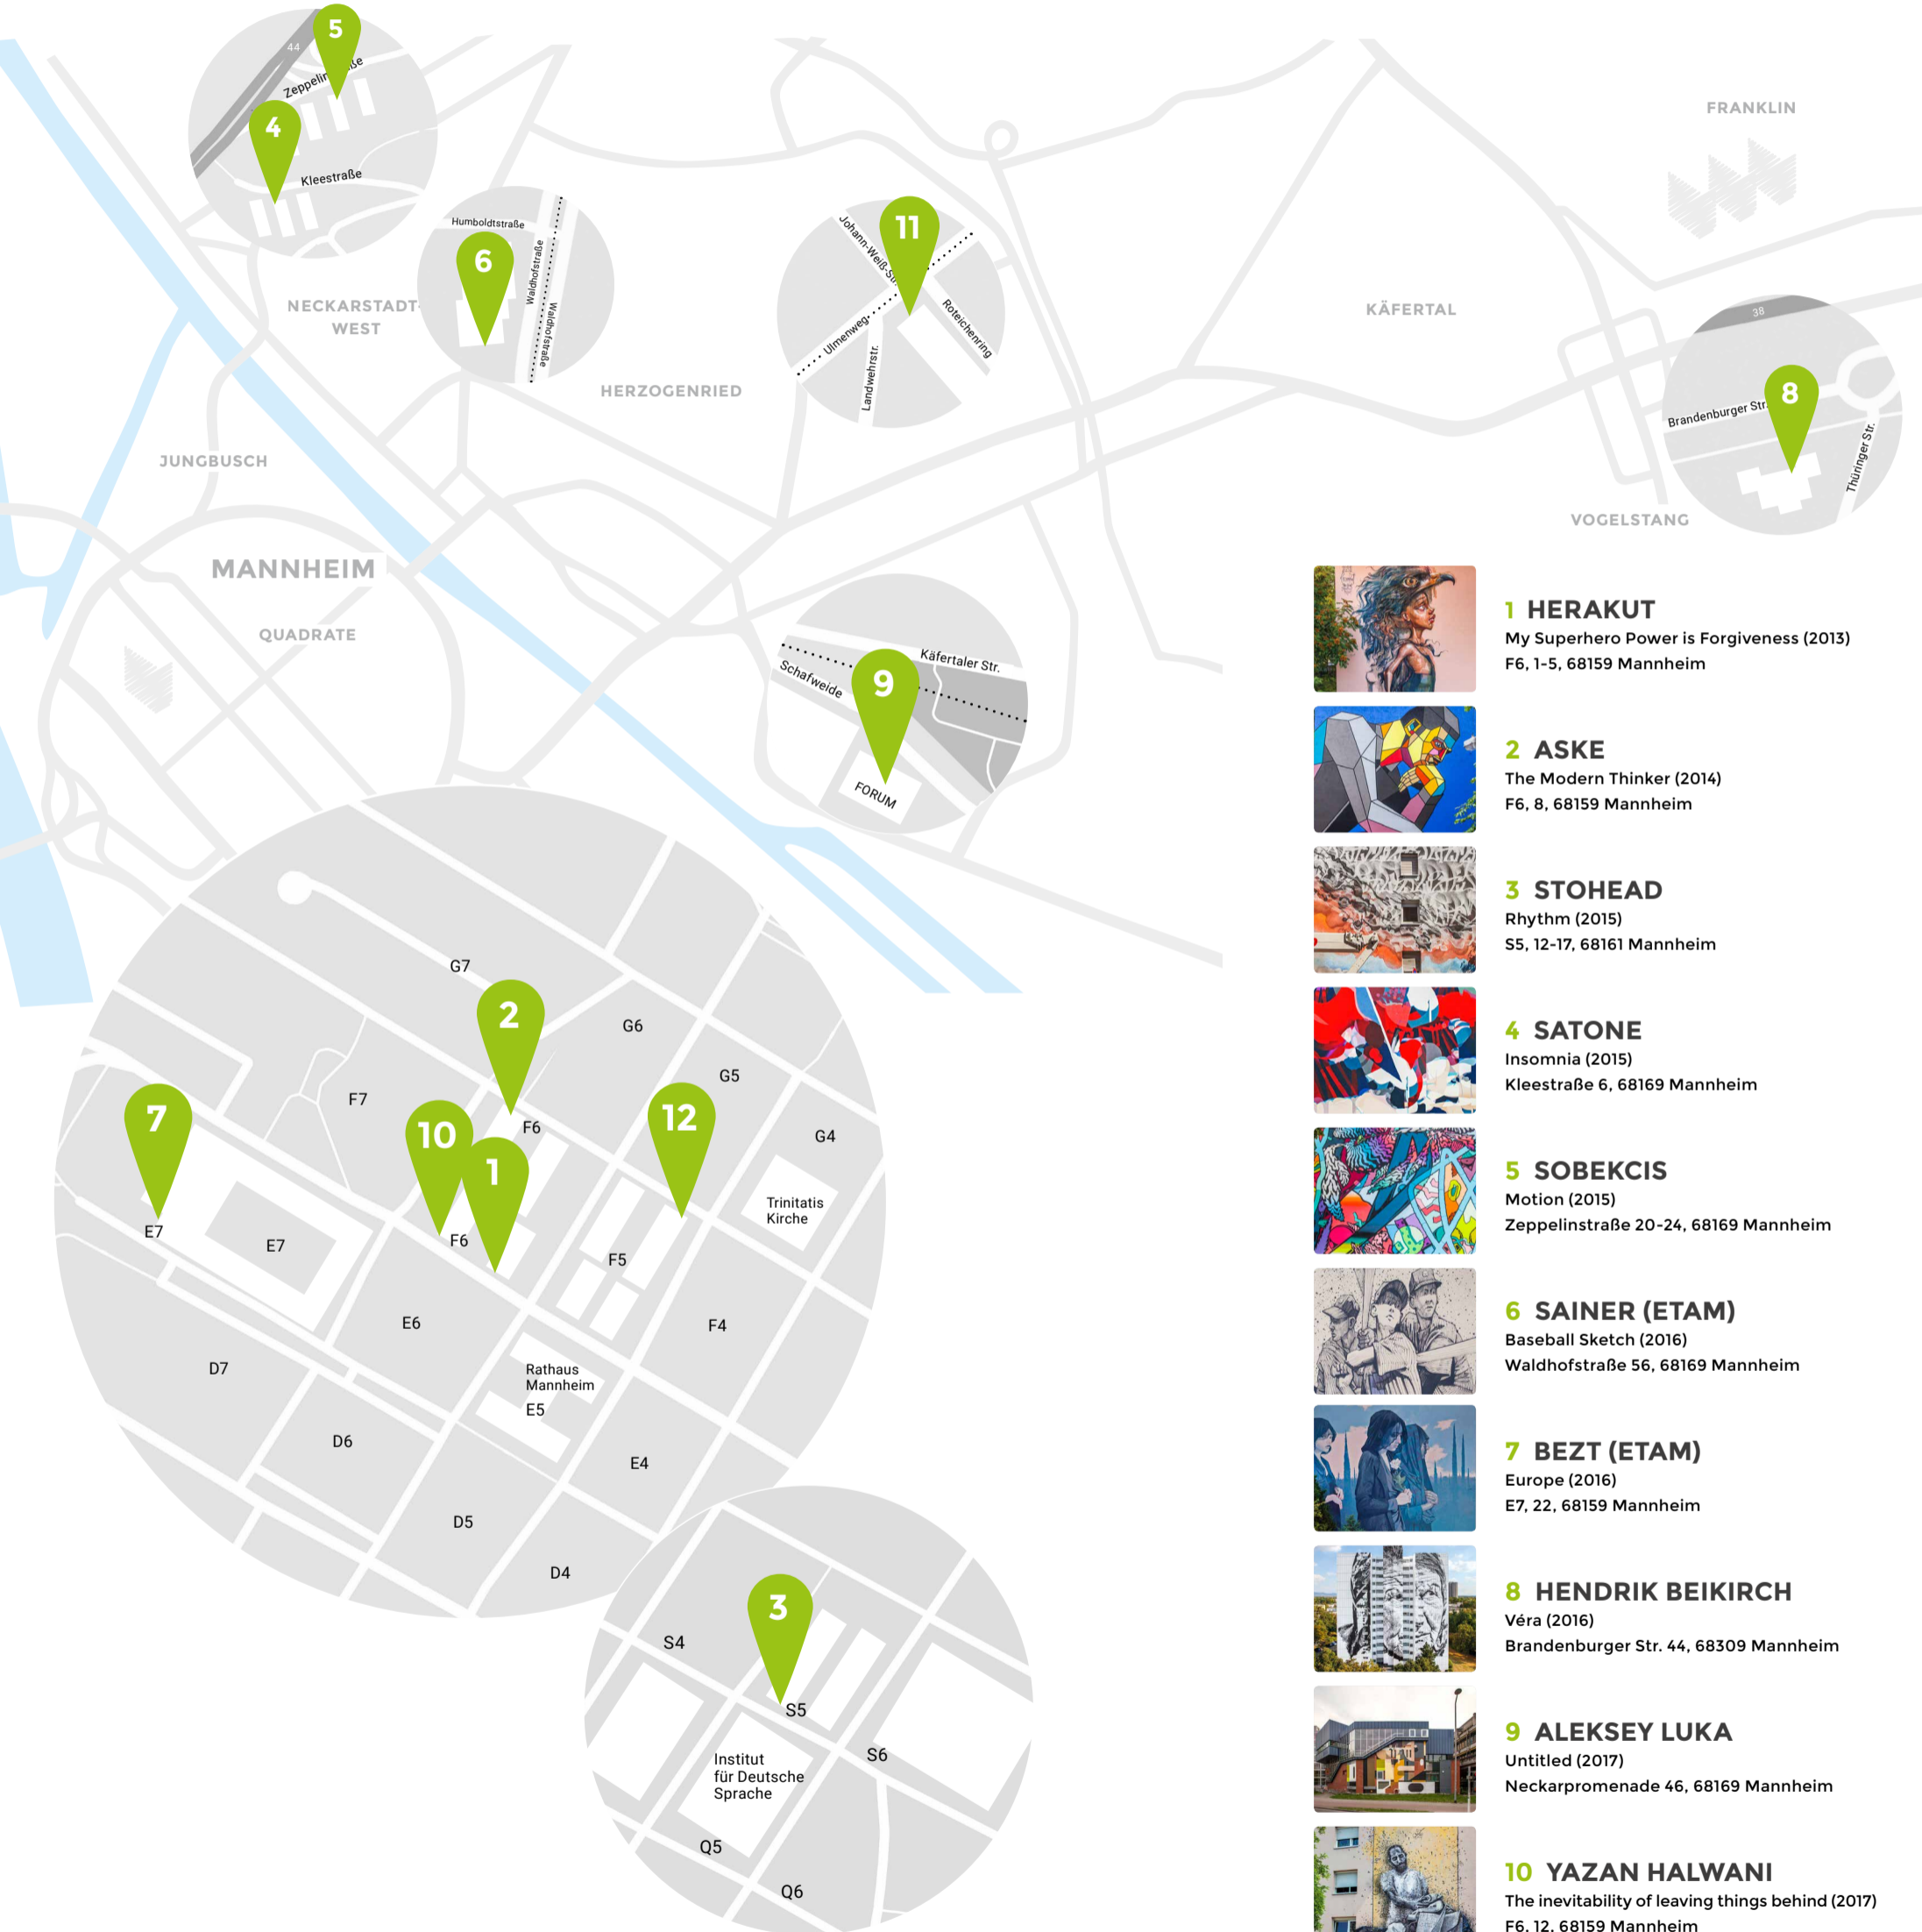 5
44
Zeppelinstraße
4
Kleestraße
FRANKLIN
Humboldtstraße
6
Waldhofstraße
Waldhofstraße
11
Johann-Weiß-Str.
Roteichenring
Ulmenweg
Landwehrstr.
NECKARSTADT-
WEST
HERZOGENRIED
KÄFERTAL
38
8
Brandenburger Str.
Thüringer Str.
VOGELSTANG
JUNGBUSCH
MANNHEIM
QUADRATE
Käfertaler Str.
Schafweide
9
FORUM
G7
2
G6
G5
F7
7
10
F6
1
12
G4
Trinitatis
Kirche
E7
E7
F6
F5
E6
F4
D7
Rathaus
Mannheim
E5
D6
E4
D5
D4
3
S4
S5
Institut
für Deutsche
Sprache
S6
Q5
Q6
1 HERAKUT
My Superhero Power is Forgiveness (2013)
F6, 1-5, 68159 Mannheim
2 ASKE
The Modern Thinker (2014)
F6, 8, 68159 Mannheim
3 STOHEAD
Rhythm (2015)
S5, 12-17, 68161 Mannheim
4 SATONE
Insomnia (2015)
Kleestraße 6, 68169 Mannheim
5 SOBEKCIS
Motion (2015)
Zeppelinstraße 20-24, 68169 Mannheim
6 SAINER (ETAM)
Baseball Sketch (2016)
Waldhofstraße 56, 68169 Mannheim
7 BEZT (ETAM)
Europe (2016)
E7, 22, 68159 Mannheim
8 HENDRIK BEIKIRCH
Véra (2016)
Brandenburger Str. 44, 68309 Mannheim
9 ALEKSEY LUKA
Untitled (2017)
Neckarpromenade 46, 68169 Mannheim
10 YAZAN HALWANI
The inevitability of leaving things behind (2017)
F6, 12, 68159 Mannheim